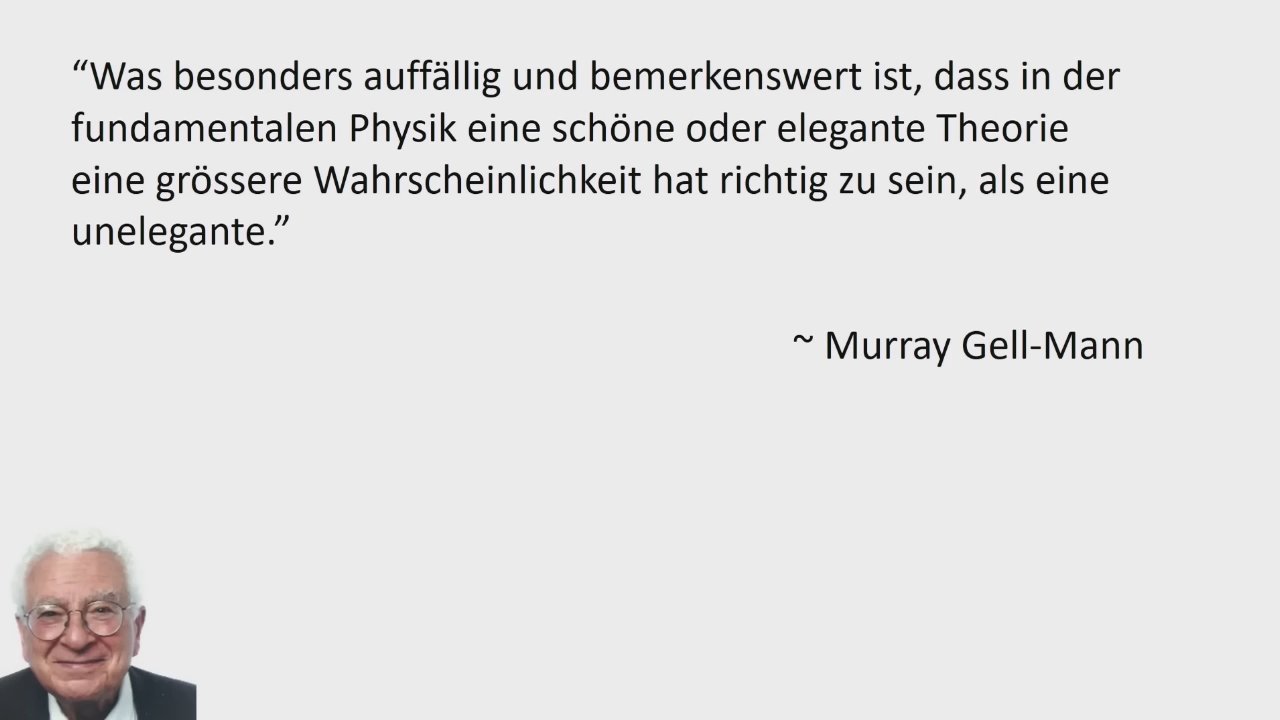 “Was besonders auffällig und bemerkenswert ist, dass in der
fundamentalen Physik eine schöne oder elegante Theorie
eine grössere Wahrscheinlichkeit hat richtig zu sein, als eine
unelegante.”
~ Murray Gell-Mann